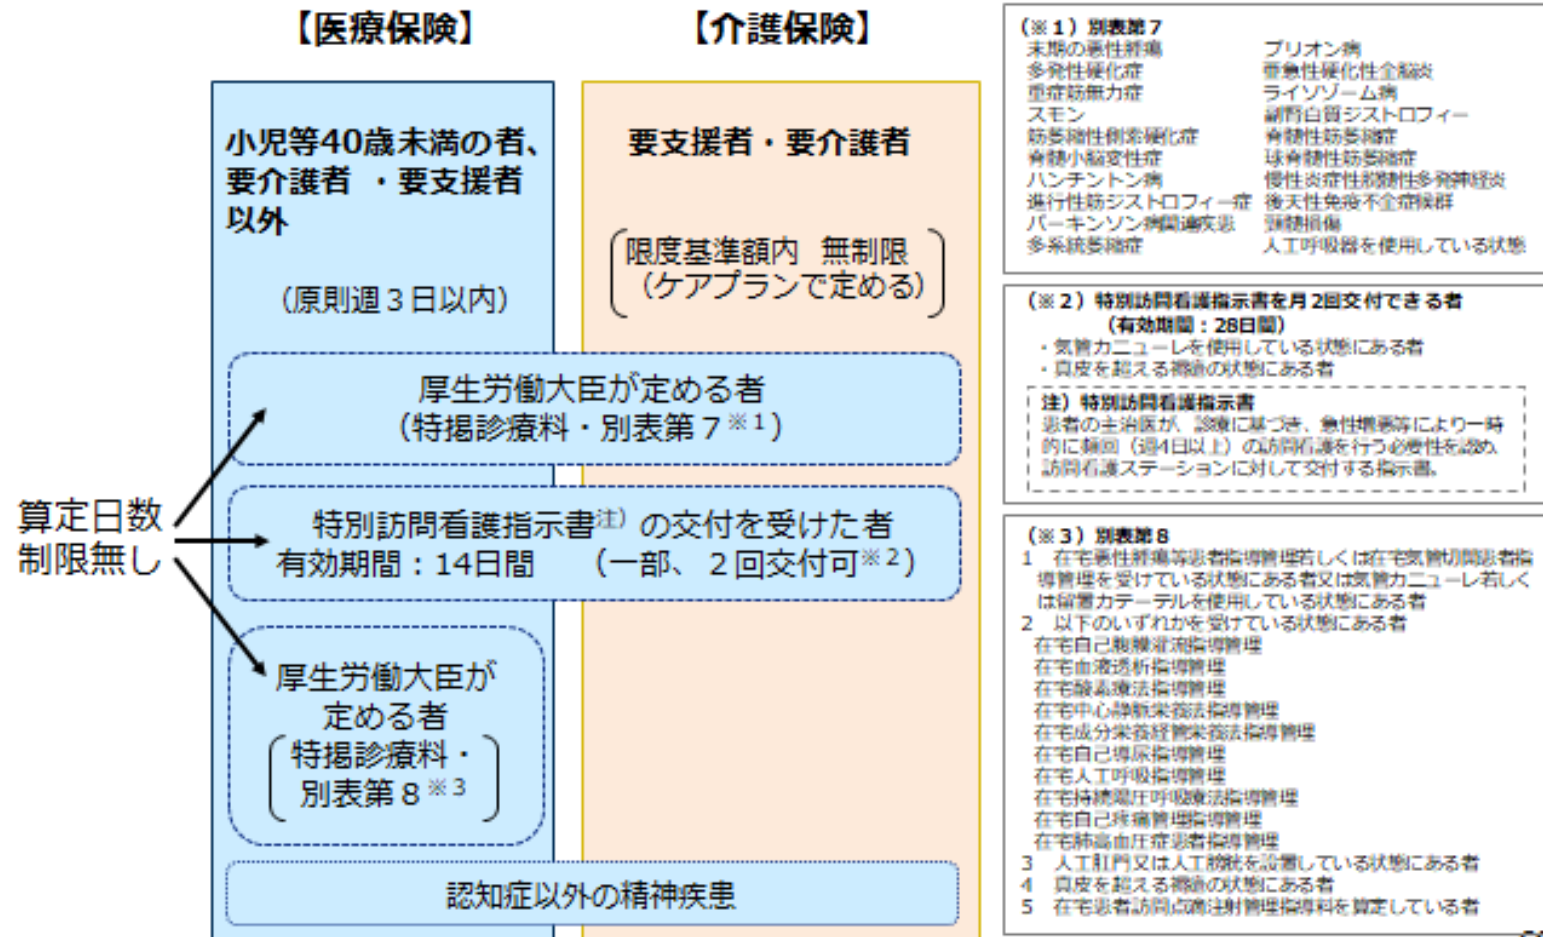 【医療保険】
小児等40歳未満の者、
要介護者 ・要支援者
以外
（原則週３日以内）
【介護保険】
要支援者・要介護者
限度基準額内 無制限
（ケアプランで定める）
厚生労働大臣が定める者
（特掲診療料・別表第７※１）
算定日数
制限無し
特別訪問看護指示書注）の交付を受けた者
有効期間：14日間 （一部、２回交付可※２）
厚生労働大臣が
定める者
特掲診療料・
別表第８※３
認知症以外の精神疾患
（※１）別表第７
末期の悪性腫瘍
多発性硬化症
重症筋無力症
スモン
筋萎縮性側索硬化症
脊髄小脳変性症
ハンチントン病
進行性筋ジストロフィー症
パーキンソン病関連疾患
多系統萎縮症
プリオン病
亜急性硬化性全脳炎
ライソゾーム病
副腎白質ジストロフィー
脊髄性筋萎縮症
球脊髄性筋萎縮症
慢性炎症性脱髄性多発神経炎
後天性免疫不全症候群
頸髄損傷
人工呼吸器を使用している状態
（※２）特別訪問看護指示書を月２回交付できる者
（有効期間：28日間）
・気管カニューレを使用している状態にある者
・真皮を超える褥瘡の状態にある者
注）特別訪問看護指示書
患者の主治医が、診療に基づき、急性増悪等により一時
的に頻回（週4日以上）の訪問看護を行う必要性を認め、
訪問看護ステーションに対して交付する指示書。
（※３）別表第８
１ 在宅悪性腫瘍等患者指導管理若しくは在宅気管切開患者指
導管理を受けている状態にある者又は気管カニューレ若しく
は留置カテーテルを使用している状態にある者
２ 以下のいずれかを受けている状態にある者
在宅自己腹膜灌流指導管理
在宅血液透析指導管理
在宅酸素療法指導管理
在宅中心静脈栄養法指導管理
在宅成分栄養経管栄養法指導管理
在宅自己導尿指導管理
在宅人工呼吸指導管理
在宅持続陽圧呼吸療法指導管理
在宅自己疼痛管理指導管理
在宅肺高血圧症患者指導管理
３ 人工肛門又は人工膀胱を設置している状態にある者
４ 真皮を超える褥瘡の状態にある者
５ 在宅患者訪問点滴注射管理指導料を算定している者